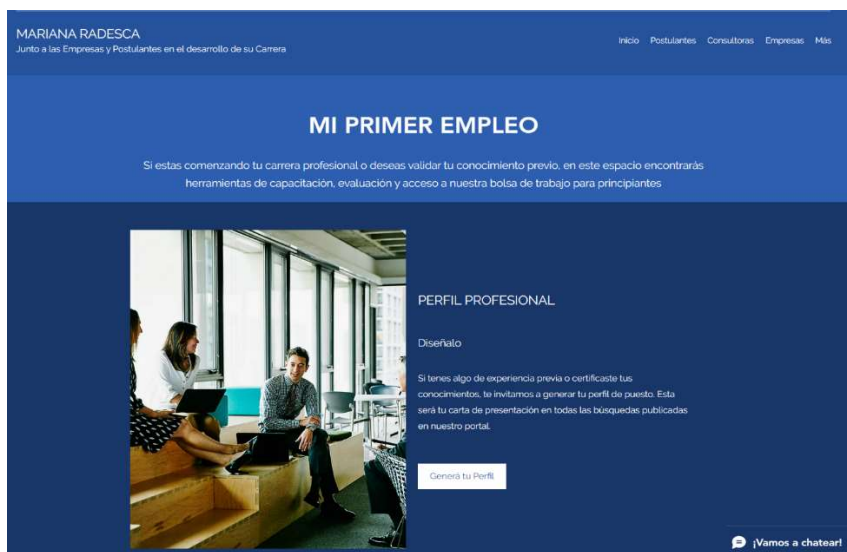 MARIANA RADESCA
Junto a las Empresas y Postulantes en el desarrollo de su Carrera
Inicio Postulantes Consultoras Empresas Más
MI PRIMER EMPLEO
Si estas comenzando tu carrera profesional o deseas validar tu conocimiento previo, en este espacio encontrarás
herramientas de capacitación, evaluación y acceso a nuestra bolsa de trabajo para principiantes
PERFIL PROFESIONAL
Diseñalo
Si tenes algo de experiencia previa o certificaste tus
conocimientos, te invitamos a generar tu perfil de puesto. Esta
será tu carta de presentación en todas las búsquedas publicadas
en nuestro portal.
Generá tu Perfil
¡Vamos a chatear!